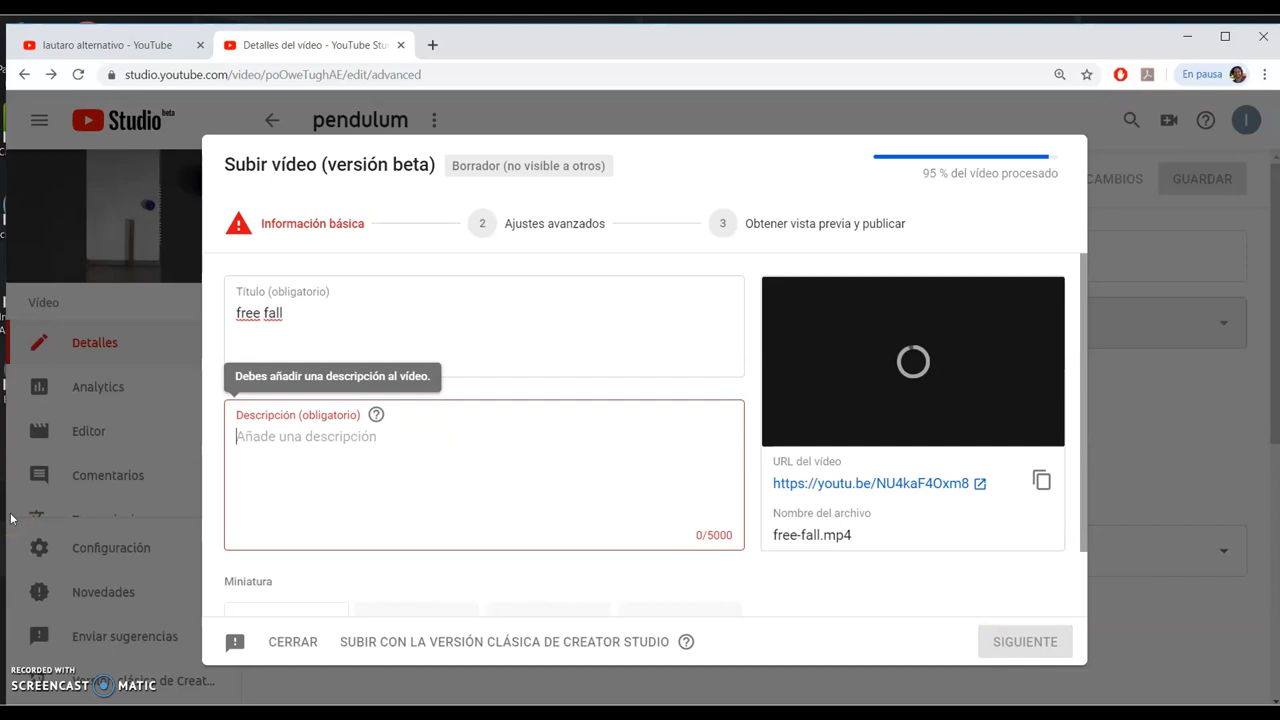 lautaro alternativo - YouTube
Detalles del vídeo - YouTube Stu
studio.youtube.com/video/poOweTughAE/edit/advanced
En pausa
Studio beta
pendulum
I
Subir vídeo (versión beta)
Borrador (no visible a otros)
95 % del vídeo procesado
CAMBIOS
GUARDAR
Información básica
2
Ajustes avanzados
3
Obtener vista previa y publicar
Título (obligatorio)
free fall
Vídeo
Detalles
Debes añadir una descripción al vídeo.
Analytics
Descripción (obligatorio)
Añade una descripción
Editor
URL del vídeo
Comentarios
https://youtu.be/NU4kaF4Oxm8
Nombre del archivo
0/5000
free-fall.mp4
Configuración
Miniatura
Novedades
Enviar sugerencias
CERRAR
SUBIR CON LA VERSIÓN CLÁSICA DE CREATOR STUDIO
SIGUIENTE
RECORDED WITH
SCREENCAST MATIC
de Creat...